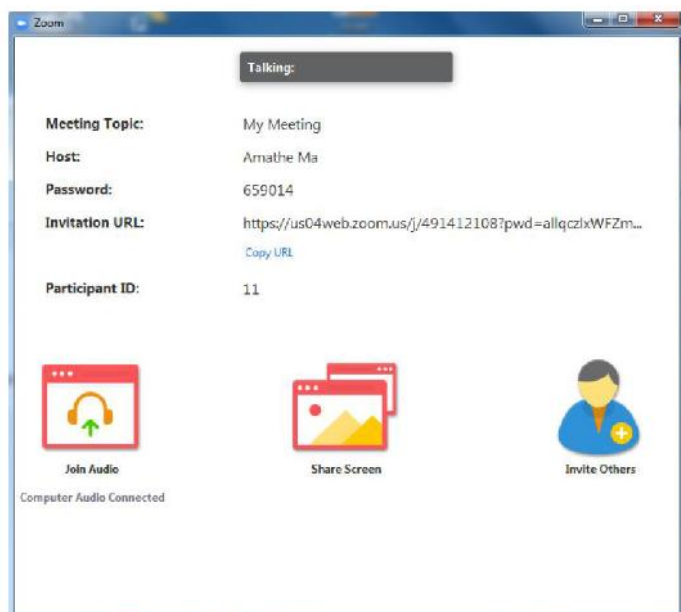 Zoom
Talking:
Meeting Topic: My Meeting
Host: Amathe Ma
Password: 659014
Invitation URL: https://us04web.zoom.us/j/491412108?pwd=allqczlxWFZm...
Copy URL
Participant ID: 11
Join Audio Share Screen Invite Others
Computer Audio Connected